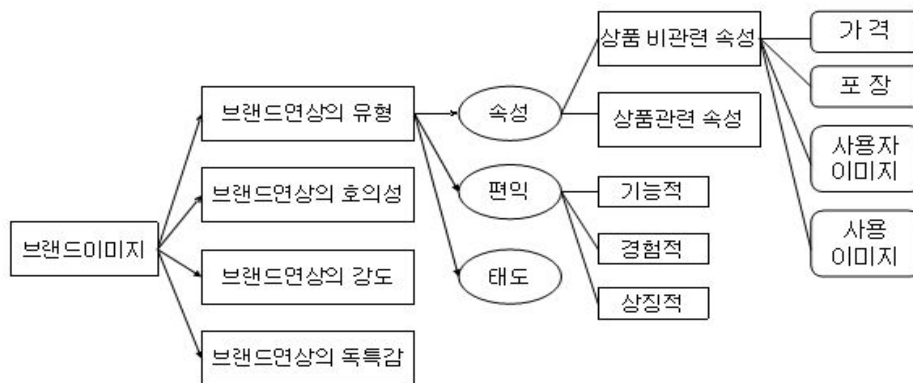 브랜드이미지
브랜드연상의 유형
브랜드연상의 호의성
브랜드연상의 강도
브랜드연상의 독특감
속성
편익
태도
상품 비관련 속성
상품관련 속성
기능적
경험적
상징적
가 격
포 장
사용자
이미지
사용
이미지